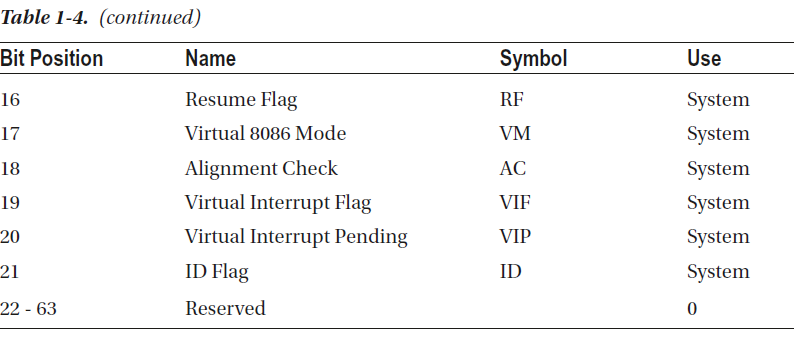 Table 1-4. (continued)
Bit Position Name Symbol Use
16 Resume Flag RF System
17 Virtual 8086 Mode VM System
18 Alignment Check AC System
19 Virtual Interrupt Flag VIF System
20 Virtual Interrupt Pending VIP System
21 ID Flag ID System
22 - 63 Reserved 0